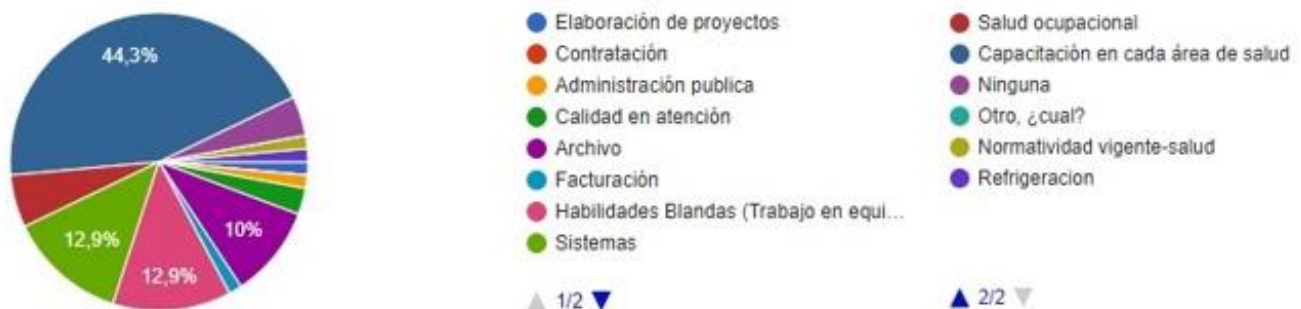 44,3%
10%
12,9%
12,9%
Elaboración de proyectos
Contratación
Administración publica
Calidad en atención
Archivo
Facturación
Habilidades Blandas (Trabajo en equi...
Sistemas
1/2
Salud ocupacional
Capacitación en cada área de salud
Ninguna
Otro, ¿cual?
Normatividad vigente-salud
Refrigeracion
2/2